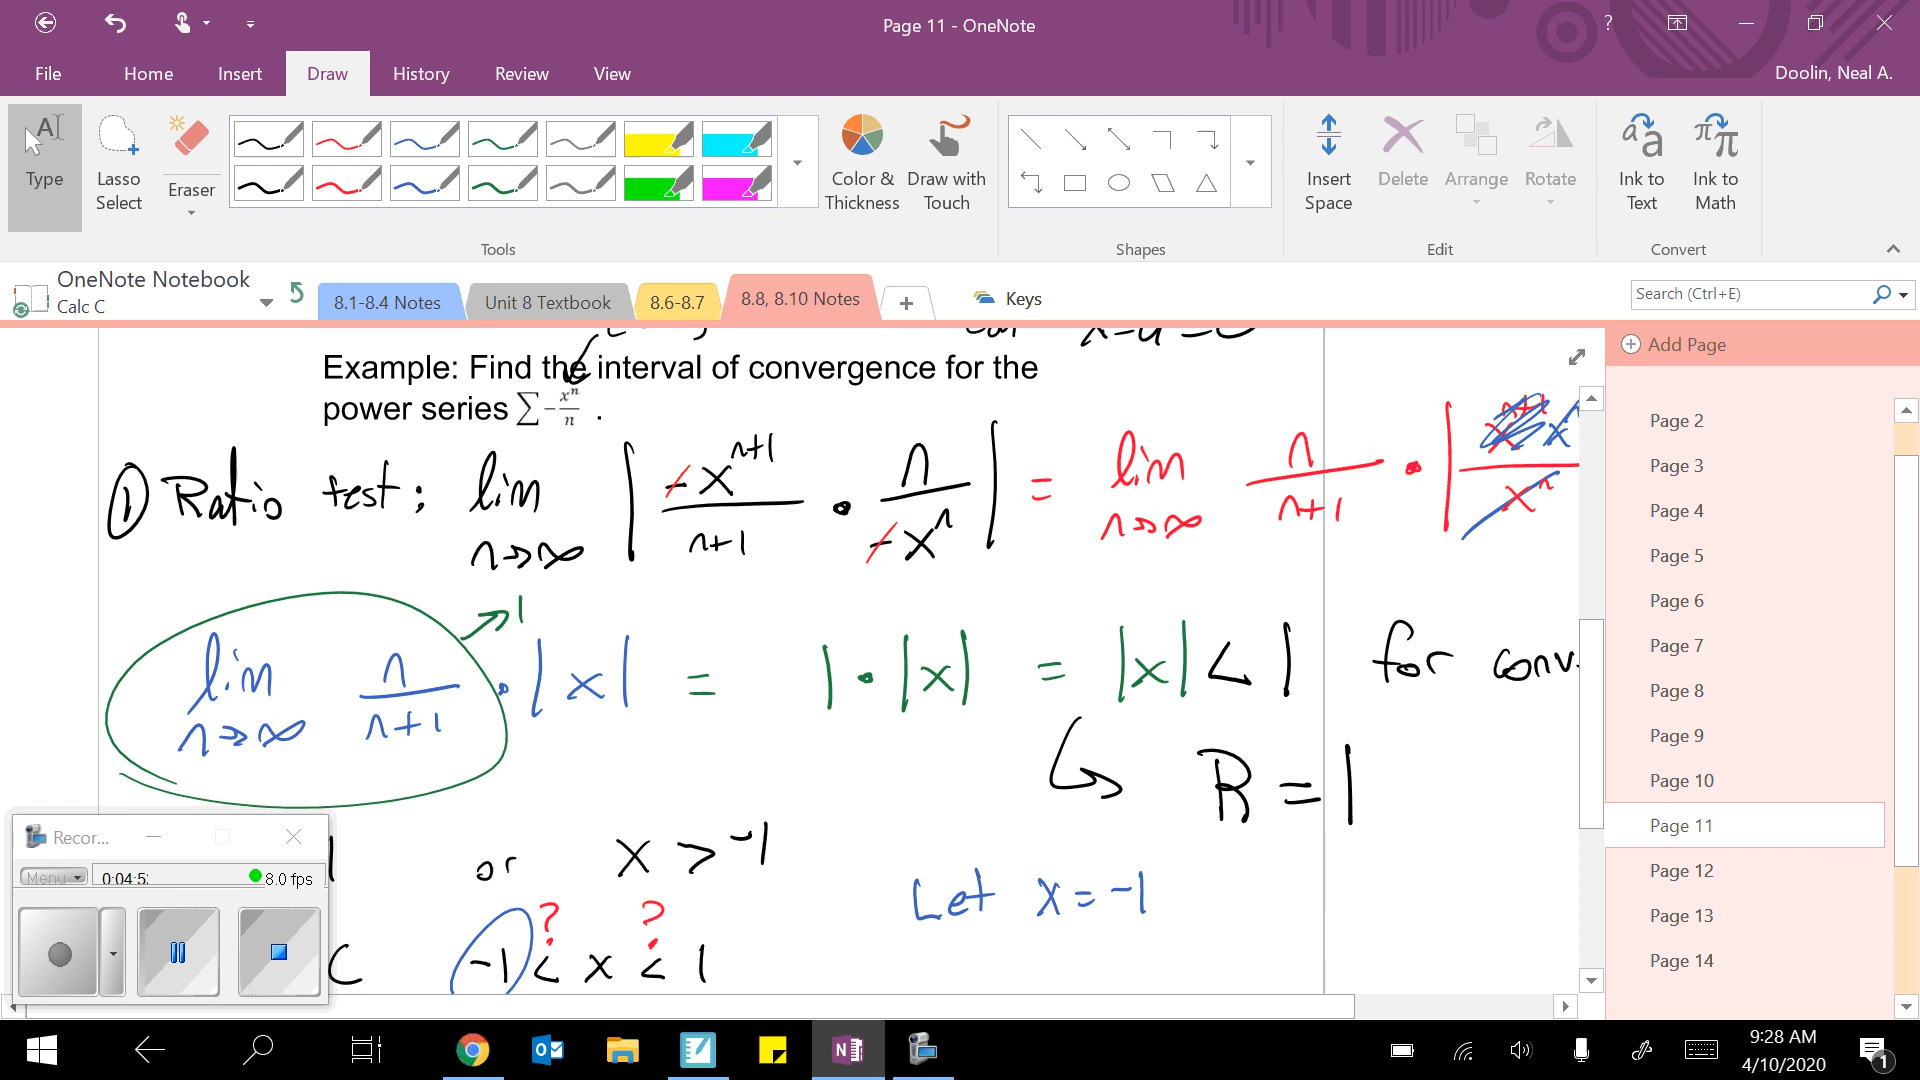 Page 11 - OneNote
?
File Home Insert Draw History Review View
Doolin, Neal A.
Type
Lasso Select
Eraser
Color & Thickness
Draw with Touch
Insert Space
Delete
Arrange
Rotate
Ink to Text
Ink to Math
Tools
Shapes
Edit
Convert
OneNote Notebook
Calc C
8.1-8.4 Notes
Unit 8 Textbook
8.6-8.7
8.8, 8.10 Notes
+
Keys
Search (Ctrl+E)
Add Page
Page 2
Page 3
Page 4
Page 5
Page 6
Page 7
Page 8
Page 9
Page 10
Page 11
Page 12
Page 13
Page 14
Example: Find the interval of convergence for the
power series ∑ -xⁿ/n .
① Ratio test: lim n→∞ | -x^(n+1)/(n+1) • n/(-xⁿ) | = lim n→∞ n/(n+1) • | x/xⁿ
lim n→∞ n/(n+1) • |x| = 1 • |x| = |x| < 1 for conv.
→ 1
↳ R = 1
or x > -1
Let x = -1
? ?
-1 < x < 1
Recor...
Menu
8.0 fps
9:28 AM
4/10/2020
1